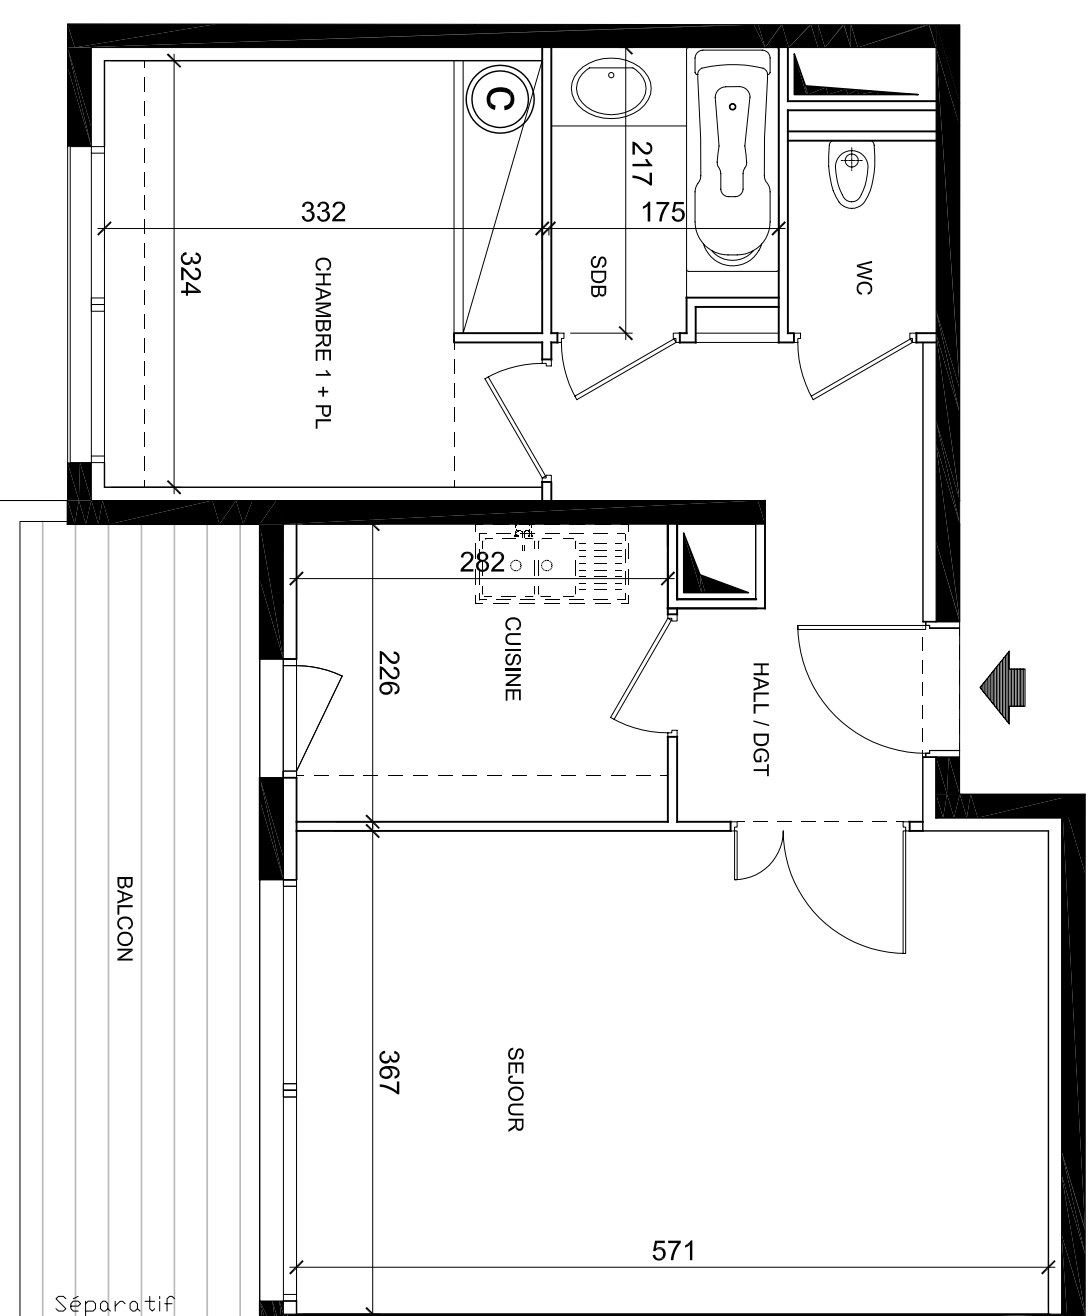 C
217
332
175
324
CHAMBRE 1 + PL
SDB
WC
282
CUISINE
226
HALL / DGT
BALCON
367
SEJOUR
571
Séparatif